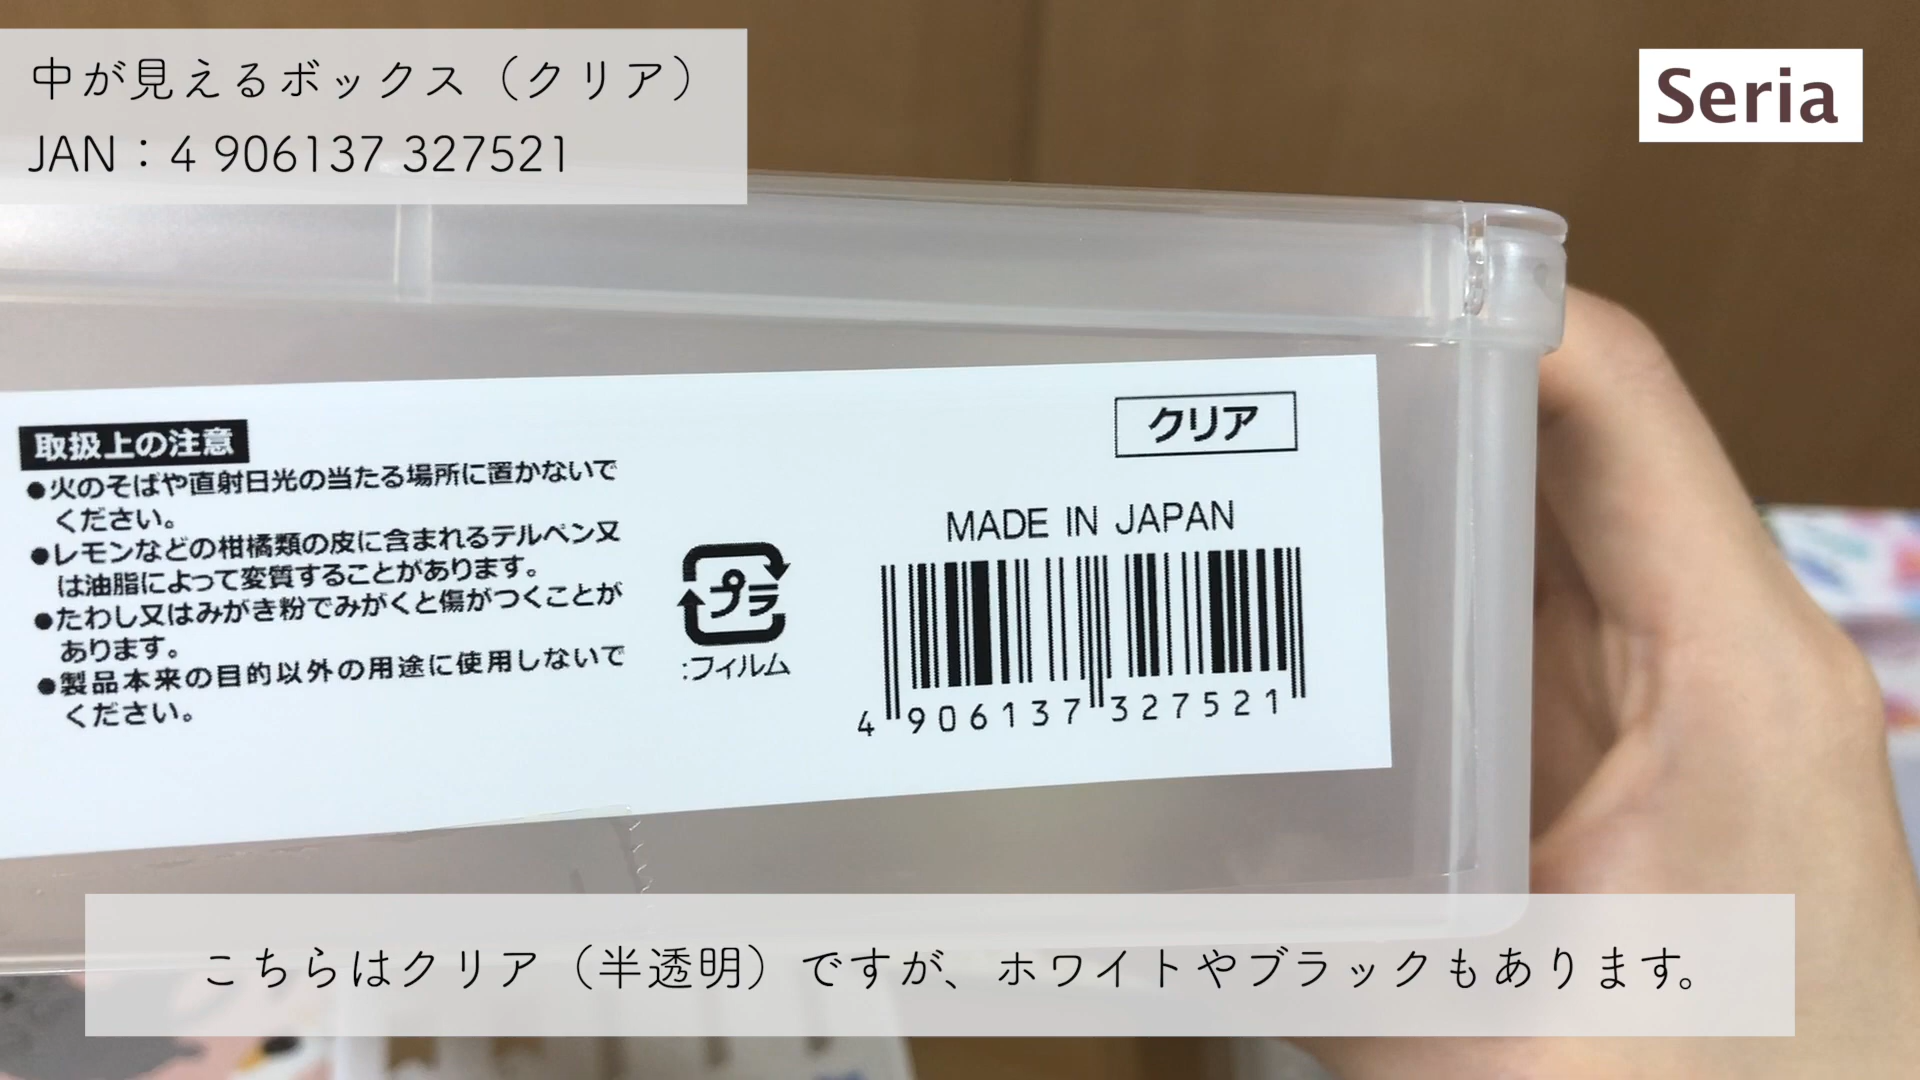 中が見えるボックス（クリア）
JAN：4 906137 327521
Seria
取扱上の注意
●火のそばや直射日光の当たる場所に置かないで
ください。
●レモンなどの柑橘類の皮に含まれるテルペン又
は油脂によって変質することがあります。
●たわし又はみがき粉でみがくと傷がつくことが
あります。
●製品本来の目的以外の用途に使用しないで
ください。
プラ
:フィルム
クリア
MADE IN JAPAN
4 906137 327521
こちらはクリア（半透明）ですが、ホワイトやブラックもあります。